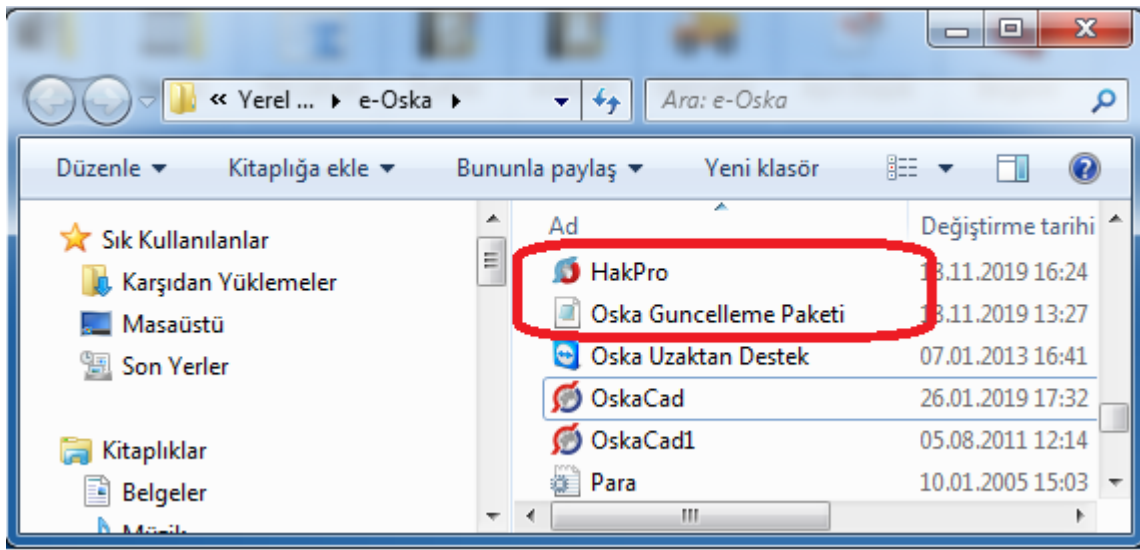 « Yerel ... ▸ e-Oska ▸
Ara: e-Oska
Düzenle Kitaplığa ekle Bununla paylaş Yeni klasör
Sık Kullanılanlar
Karşıdan Yüklemeler
Masaüstü
Son Yerler
Kitaplıklar
Belgeler
Ad Değiştirme tarihi
HakPro 13.11.2019 16:24
Oska Guncelleme Paketi 13.11.2019 13:27
Oska Uzaktan Destek 07.01.2013 16:41
OskaCad 26.01.2019 17:32
OskaCad1 05.08.2011 12:14
Para 10.01.2005 15:03